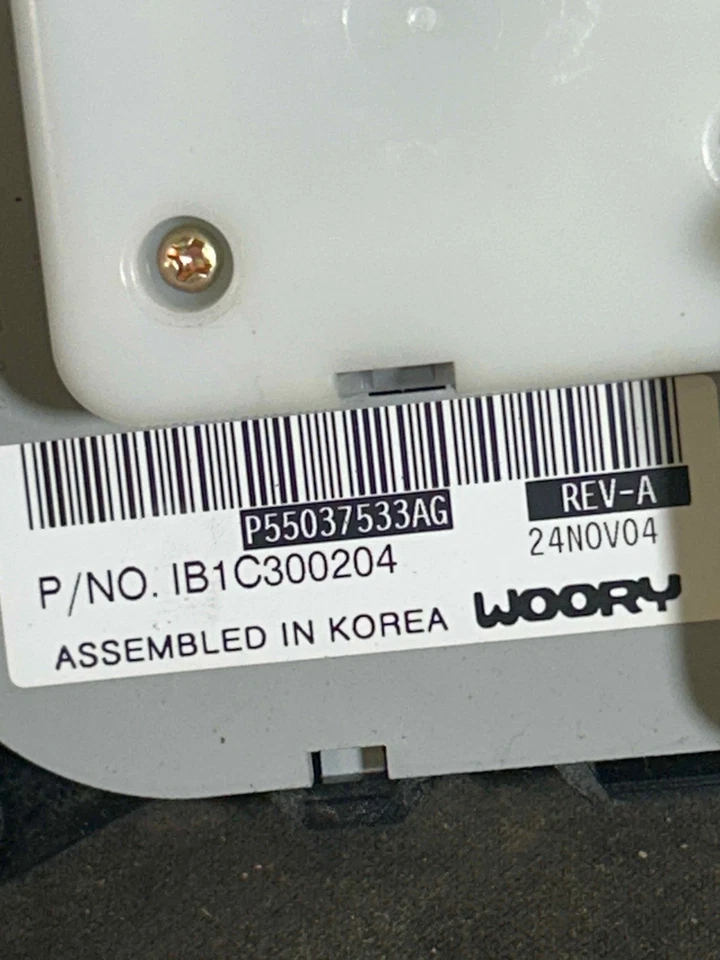 P55037533AG REV-A
P/NO. IB1C300204 24NOV04
ASSEMBLED IN KOREA WOORY